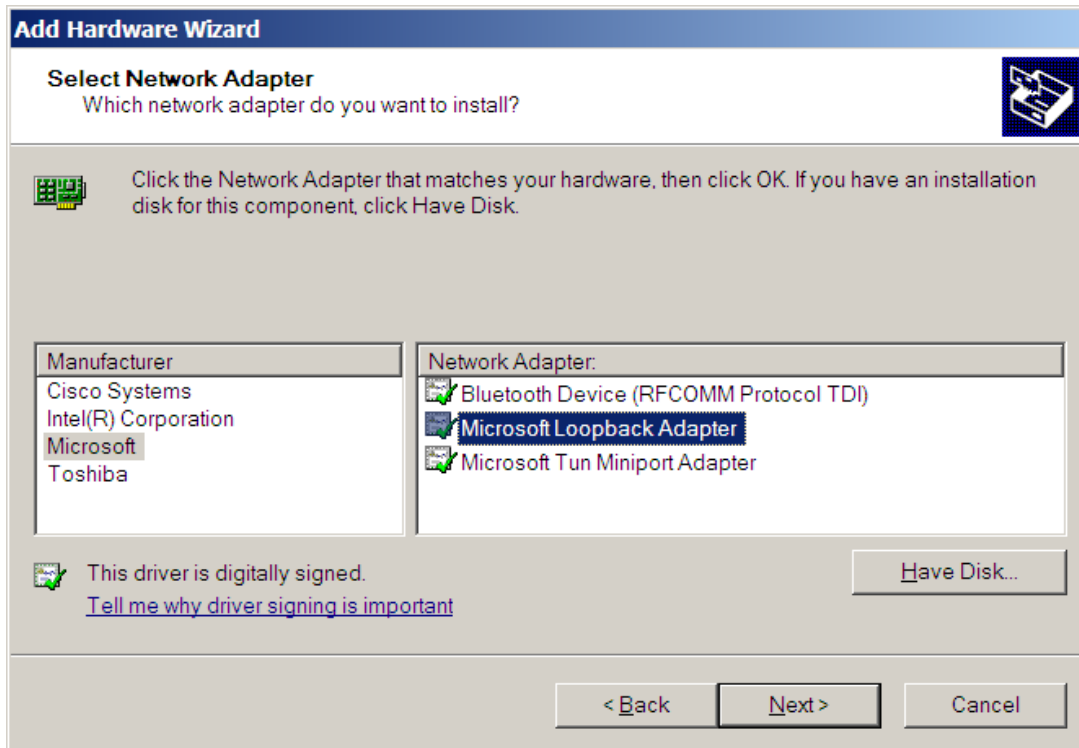 Add Hardware Wizard
Select Network Adapter
Which network adapter do you want to install?
Click the Network Adapter that matches your hardware, then click OK. If you have an installation
disk for this component, click Have Disk.
Manufacturer
Cisco Systems
Intel(R) Corporation
Microsoft
Toshiba
Network Adapter:
Bluetooth Device (RFCOMM Protocol TDI)
Microsoft Loopback Adapter
Microsoft Tun Miniport Adapter
This driver is digitally signed.
Tell me why driver signing is important
Have Disk...
< Back
Next >
Cancel